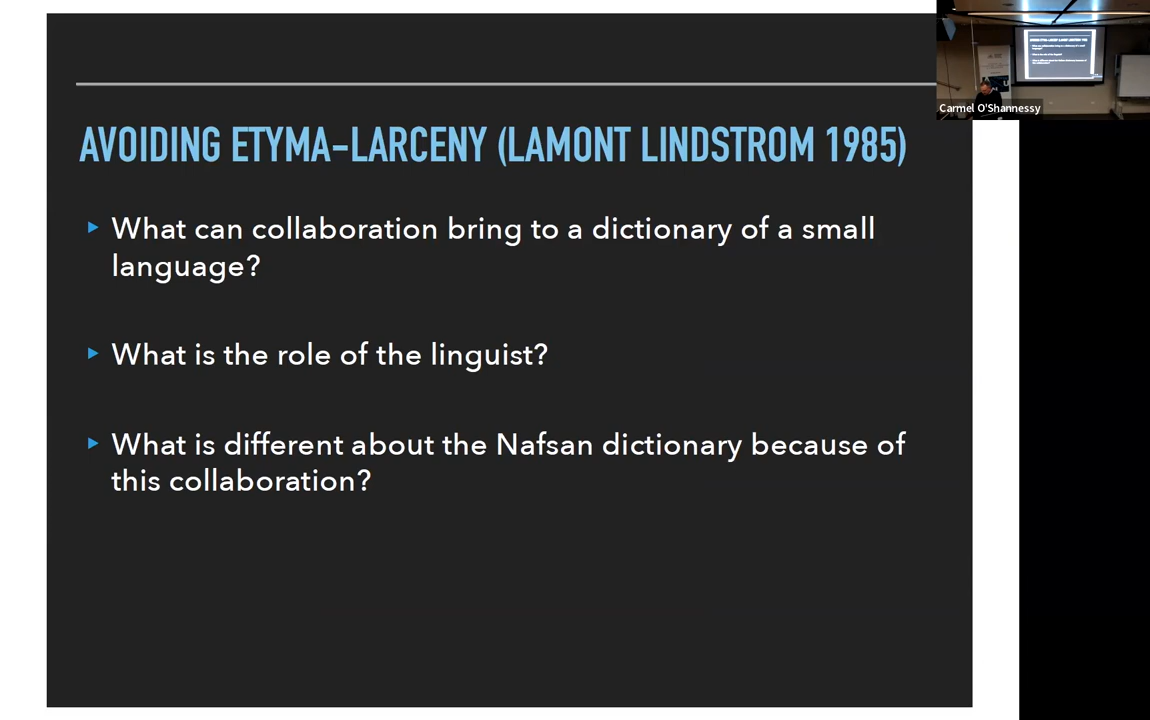 AVOIDING ETYMA-LARCENY (LAMONT LINDSTROM 1985)
What can collaboration bring to a dictionary of a small
language?
What is the role of the linguist?
What is different about the Nafsan dictionary because of
this collaboration?
Carmel O'Shannessy